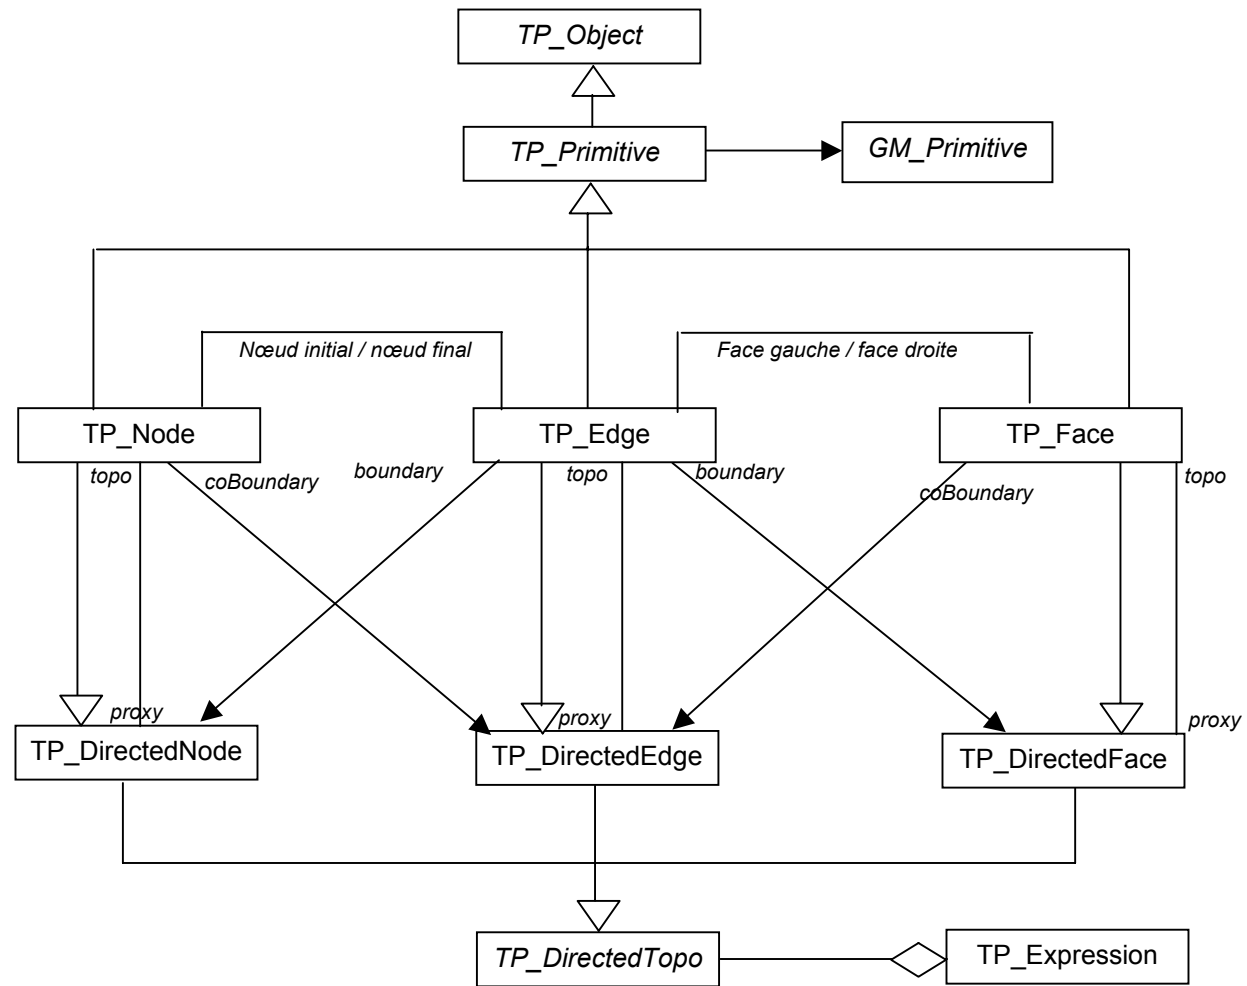 TP_Object
TP_Primitive
GM_Primitive
Nœud initial / nœud final
Face gauche / face droite
TP_Node
TP_Edge
TP_Face
topo
coBoundary
boundary
topo
boundary
coBoundary
topo
proxy
proxy
proxy
TP_DirectedNode
TP_DirectedEdge
TP_DirectedFace
TP_DirectedTopo
TP_Expression